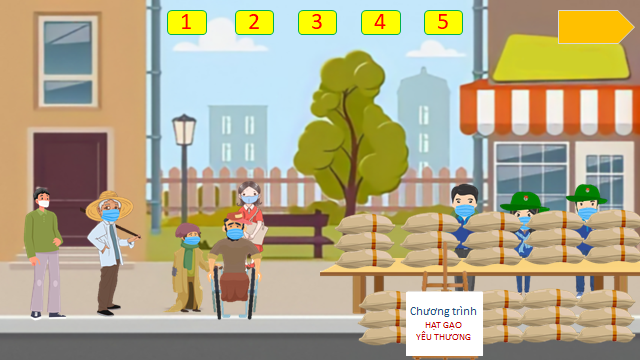 1 2 3 4 5
Chương trình
HẠT GẠO
YÊU THƯƠNG